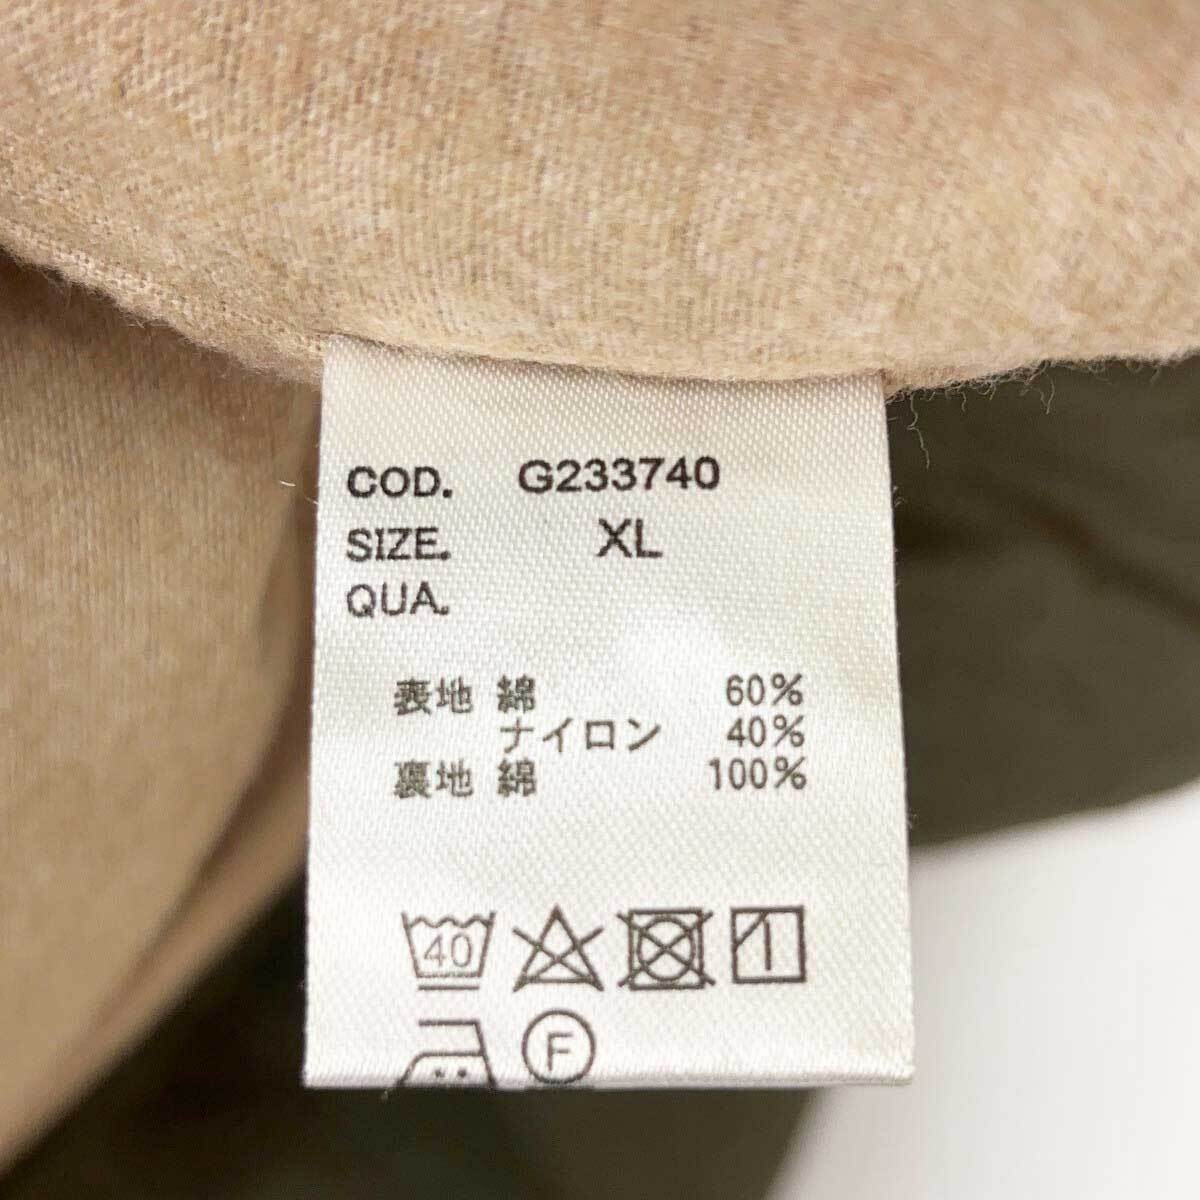 COD. G233740
SIZE. XL
QUA.
表地 綿 60%
ナイロン 40%
裏地 綿 100%
40
F